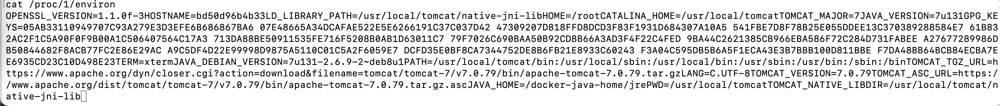 cat /proc/1/environ
OPENSSL_VERSION=1.1.0f-3HOSTNAME=bd50d96b4b33LD_LIBRARY_PATH=/usr/local/tomcat/native-jni-libHOME=/rootCATALINA_HOME=/usr/local/tomcatTOMCAT_MAJOR=7JAVA_VERSION=7u131GPG_KE
YS=05AB33110949707C93A279E3D3EFE6B686867BA6 07E48665A34DCAFAE522E5E6266191C37C037D42 47309207D818FFD8DCD3F83F1931D684307A10A5 541FBE7D8F78B25E055DDEE13C370389288584E7 61B83
2AC2F1C5A90F0F9B00A1C506407564C17A3 713DA88BE50911535FE716F5208B0AB1D63011C7 79F7026C690BAA50B92CD8B66A3AD3F4F22C4FED 9BA44C2621385CB966EBA586F72C284D731FABEE A27677289986D
B50844682F8ACB77FC2E86E29AC A9C5DF4D22E99998D9875A5110C01C5A2F6059E7 DCFD35E0BF8CA7344752DE8B6FB21E8933C60243 F3A04C595DB5B6A5F1ECA43E3B7BBB100D811BBE F7DA48BB64BCB84ECBA7E
E6935CD23C10D498E23TERM=xtermJAVA_DEBIAN_VERSION=7u131-2.6.9-2~deb8u1PATH=/usr/local/tomcat/bin:/usr/local/sbin:/usr/local/bin:/usr/sbin:/usr/bin:/sbin:/binTOMCAT_TGZ_URL=h
ttps://www.apache.org/dyn/closer.cgi?action=download&filename=tomcat/tomcat-7/v7.0.79/bin/apache-tomcat-7.0.79.tar.gzLANG=C.UTF-8TOMCAT_VERSION=7.0.79TOMCAT_ASC_URL=https:/
/www.apache.org/dist/tomcat/tomcat-7/v7.0.79/bin/apache-tomcat-7.0.79.tar.gz.ascJAVA_HOME=/docker-java-home/jrePWD=/usr/local/tomcatTOMCAT_NATIVE_LIBDIR=/usr/local/tomcat/n
ative-jni-lib